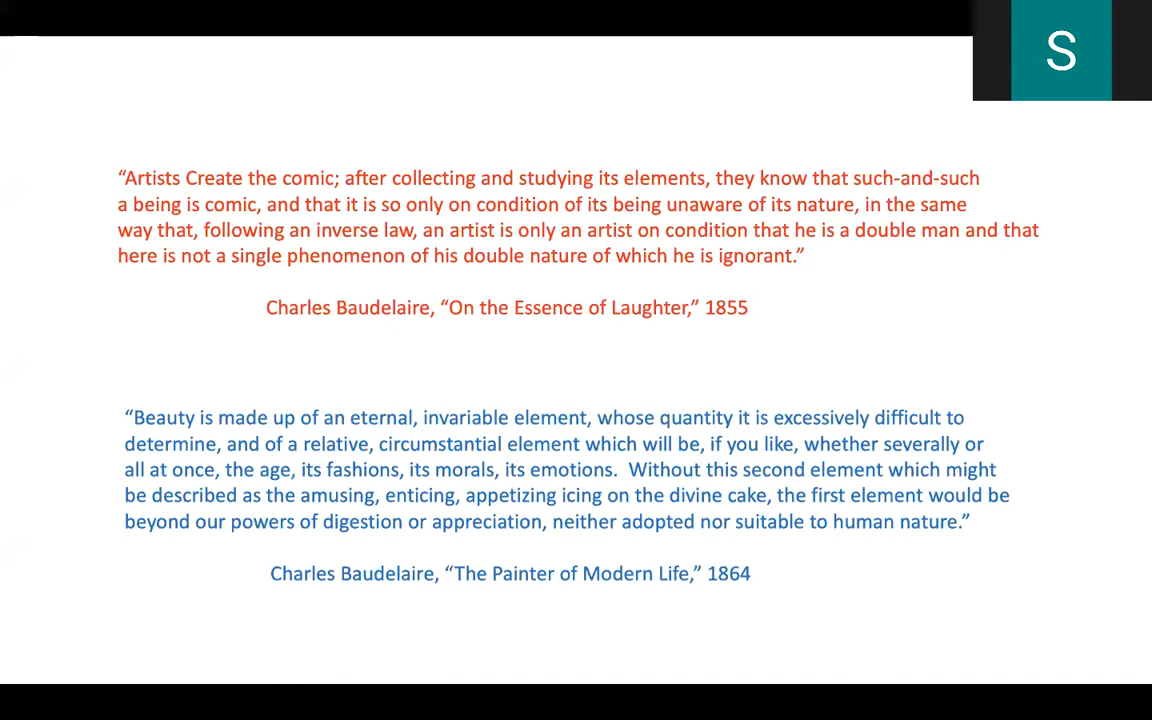 S
“Artists Create the comic; after collecting and studying its elements, they know that such-and-such
a being is comic, and that it is so only on condition of its being unaware of its nature, in the same
way that, following an inverse law, an artist is only an artist on condition that he is a double man and that
here is not a single phenomenon of his double nature of which he is ignorant.”
Charles Baudelaire, “On the Essence of Laughter,” 1855
“Beauty is made up of an eternal, invariable element, whose quantity it is excessively difficult to
determine, and of a relative, circumstantial element which will be, if you like, whether severally or
all at once, the age, its fashions, its morals, its emotions.  Without this second element which might
be described as the amusing, enticing, appetizing icing on the divine cake, the first element would be
beyond our powers of digestion or appreciation, neither adopted nor suitable to human nature.”
Charles Baudelaire, “The Painter of Modern Life,” 1864